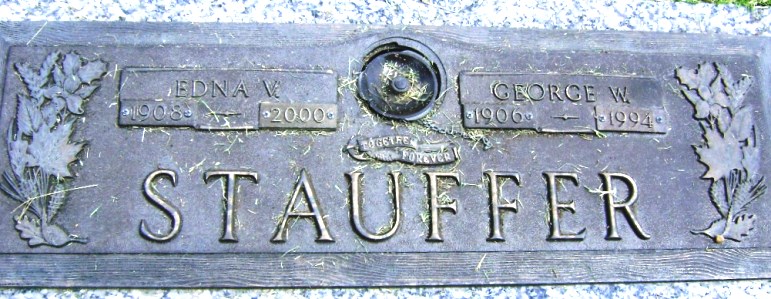 EDNA V.
1908 - 2000
GEORGE W.
1906 - 1994
TOGETHER
FOREVER
STAUFFER